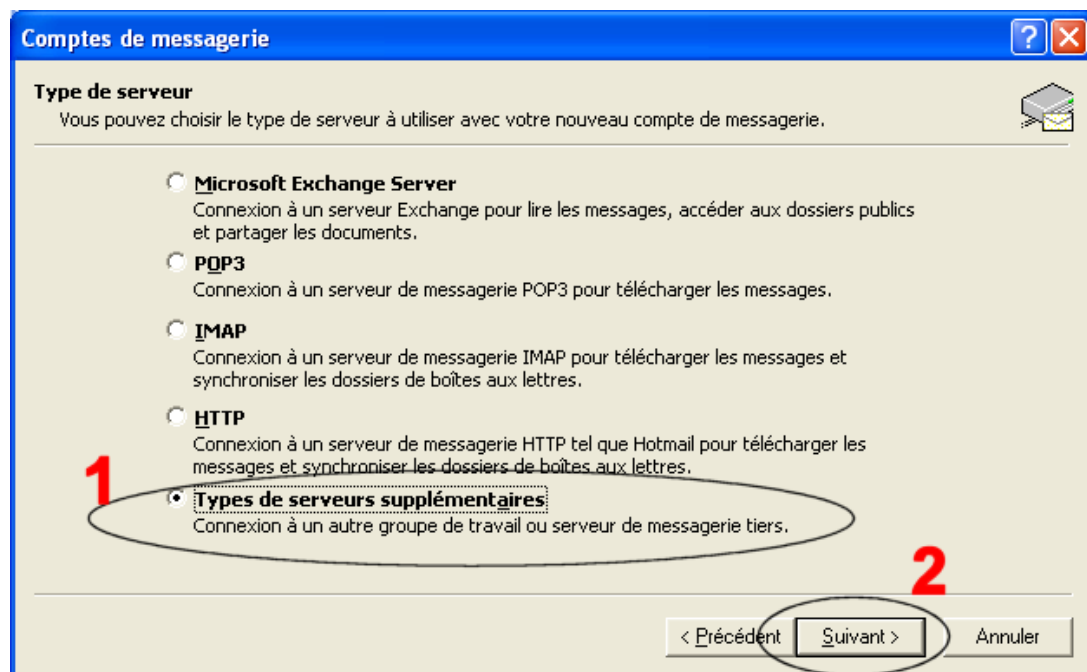 Comptes de messagerie
Type de serveur
Vous pouvez choisir le type de serveur à utiliser avec votre nouveau compte de messagerie.
Microsoft Exchange Server
Connexion à un serveur Exchange pour lire les messages, accéder aux dossiers publics
et partager les documents.
POP3
Connexion à un serveur de messagerie POP3 pour télécharger les messages.
IMAP
Connexion à un serveur de messagerie IMAP pour télécharger les messages et
synchroniser les dossiers de boîtes aux lettres.
HTTP
Connexion à un serveur de messagerie HTTP tel que Hotmail pour télécharger les
messages et synchroniser les dossiers de boîtes aux lettres.
1
Types de serveurs supplémentaires
Connexion à un autre groupe de travail ou serveur de messagerie tiers.
2
< Précédent
Suivant >
Annuler